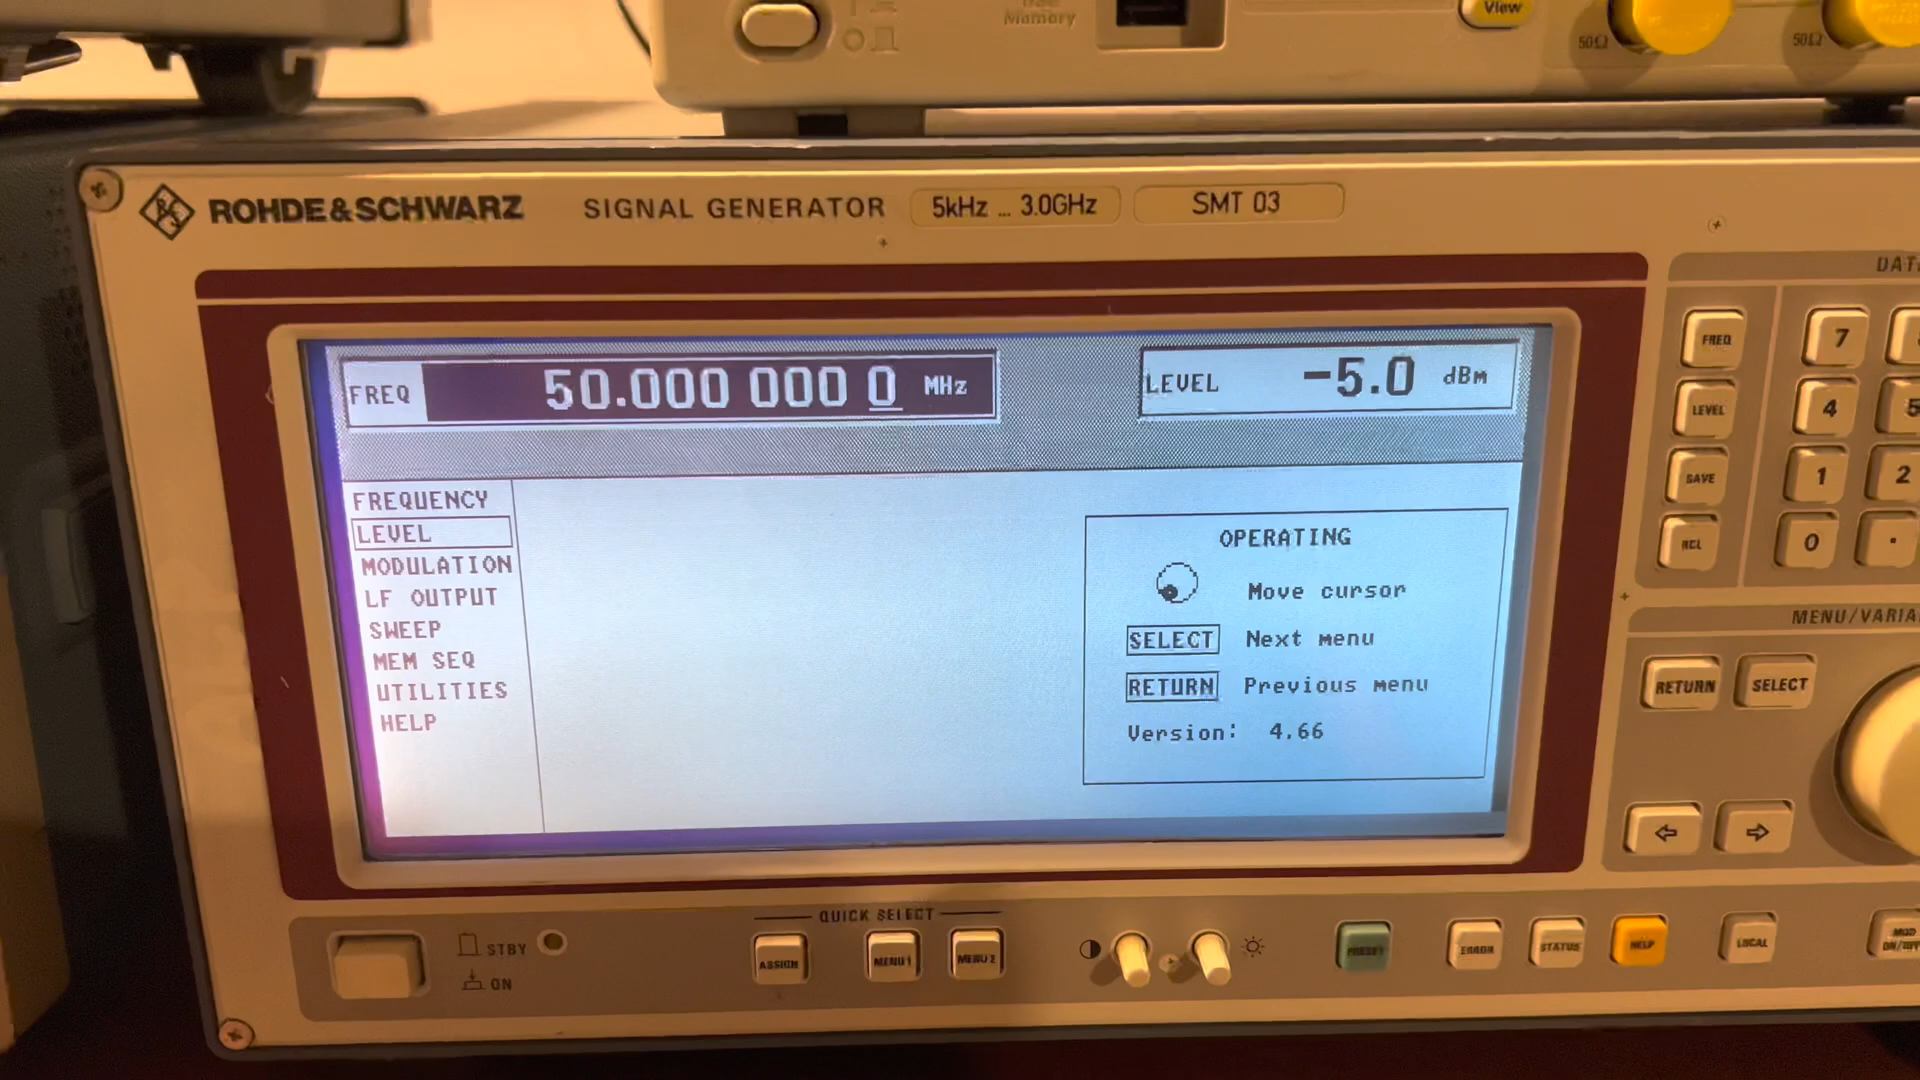 Memory
View
50Ω
50Ω
ROHDE&SCHWARZ SIGNAL GENERATOR 5kHz ... 3.0GHz SMT 03
FREQ 50.000 000 0 MHz LEVEL -5.0 dBm
FREQUENCY
LEVEL
MODULATION
LF OUTPUT
SWEEP
MEM SEQ
UTILITIES
HELP
OPERATING
Move cursor
SELECT Next menu
RETURN Previous menu
Version: 4.66
FREQ 7
LEVEL 4 5
SAVE 1 2
RCL 0 .
MENU/VARIA
RETURN SELECT
QUICK SELECT
STBY
ON
ASSIGN MENU 1 MENU 2
PRESET ERROR STATUS HELP LOCAL MOD